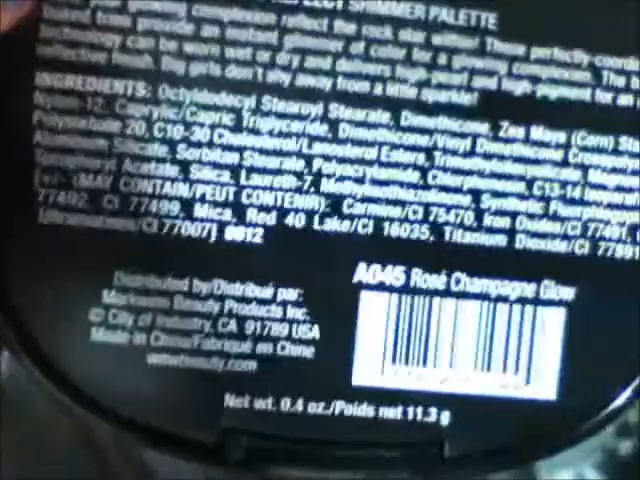 SHIMMER PALETTE
glowing complexion reflect the rock star within! These perfectly-coordi
provide an instant glimmer of color for a glowing complexion. The
technology can be worn wet or dry and delivers high-pearl and high-pigment for an
reflective finish. Big girls don't shy away from a little sparkle!
INGREDIENTS: Octyldodecyl Stearoyl Stearate, Dimethicone, Zea Mays (Corn) Sta
Nylon-12, Caprylic/Capric Triglyceride, Dimethicone/Vinyl Dimethicone Crosspoly
Polysorbate 20, C10-30 Cholesterol/Lanosterol Esters, Trimethylsiloxysilicate, Magnes
Silicate, Sorbitan Stearate, Polyacrylamide, Chlorphenesin, C13-14 Isoparaf
Tocopheryl Acetate, Silica, Laureth-7, Methylisothiazolinone, Synthetic Fluorphlogopi
[+/- (MAY CONTAIN/PEUT CONTENIR): Carmine/CI 75470, Iron Oxides/CI 77491,
77492, CI 77499, Mica, Red 40 Lake/CI 16035, Titanium Dioxide/CI 77891
CI 77007] 0812
A045 Rosé Champagne Glow
Distributed by/Distribué par:
Markwins Beauty Products Inc.
© City of Industry, CA 91789 USA
Made in China/Fabriqué en Chine
Net wt. 0.4 oz./Poids net 11.3 g